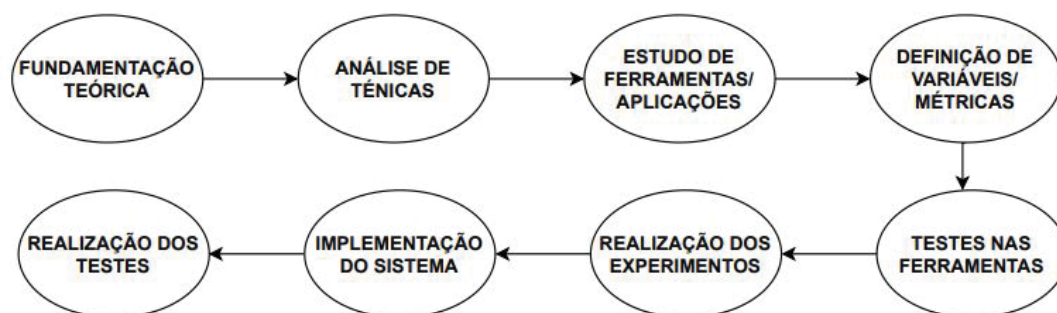 FUNDAMENTAÇÃO
TEÓRICA
ANÁLISE DE
TÉNICAS
ESTUDO DE
FERRAMENTAS/
APLICAÇÕES
DEFINIÇÃO DE
VARIÁVEIS/
MÉTRICAS
TESTES NAS
FERRAMENTAS
REALIZAÇÃO DOS
EXPERIMENTOS
IMPLEMENTAÇÃO
DO SISTEMA
REALIZAÇÃO DOS
TESTES